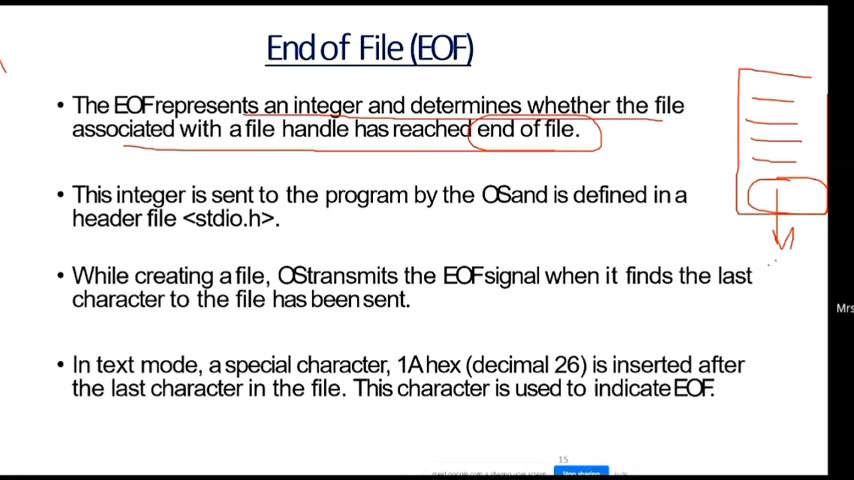 End of File (EOF)
• The EOF represents an integer and determines whether the file
associated with a file handle has reached end of file.
• This integer is sent to the program by the OS and is defined in a
header file <stdio.h>.
• While creating a file, OS transmits the EOF signal when it finds the last
character to the file has been sent.
• In text mode, a special character, 1A hex (decimal 26) is inserted after
the last character in the file. This character is used to indicate EOF.
Mrs
15
Stop sharing